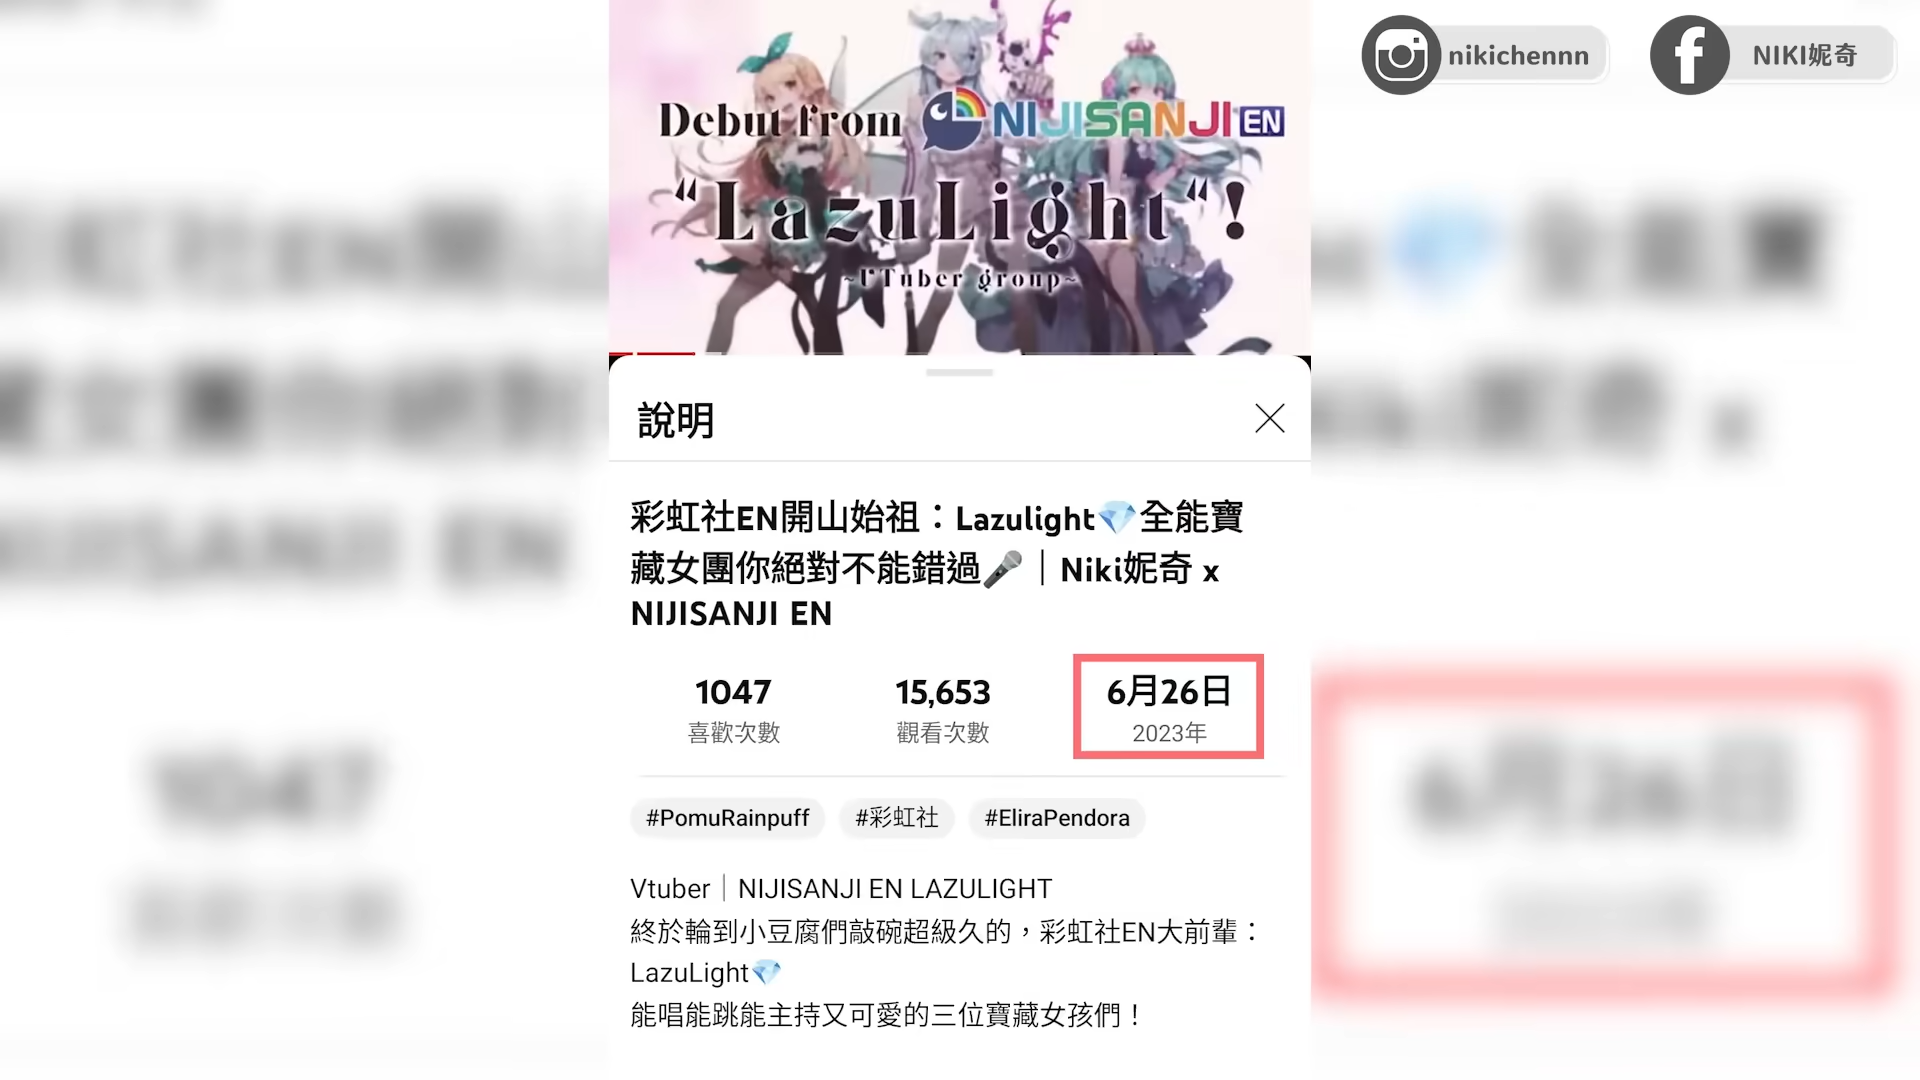 nikichennn
NIKI妮奇
Debut from NIJISANJI EN
“LazuLight“!
~VTuber group~
說明
彩虹社EN開山始祖：Lazulight💎全能寶
藏女團你絕對不能錯過🎤｜Niki妮奇 x
NIJISANJI EN
1047
喜歡次數
15,653
觀看次數
6月26日
2023年
#PomuRainpuff
#彩虹社
#EliraPendora
Vtuber｜NIJISANJI EN LAZULIGHT
終於輪到小豆腐們敲碗超級久的，彩虹社EN大前輩：
LazuLight💎
能唱能跳能主持又可愛的三位寶藏女孩們！